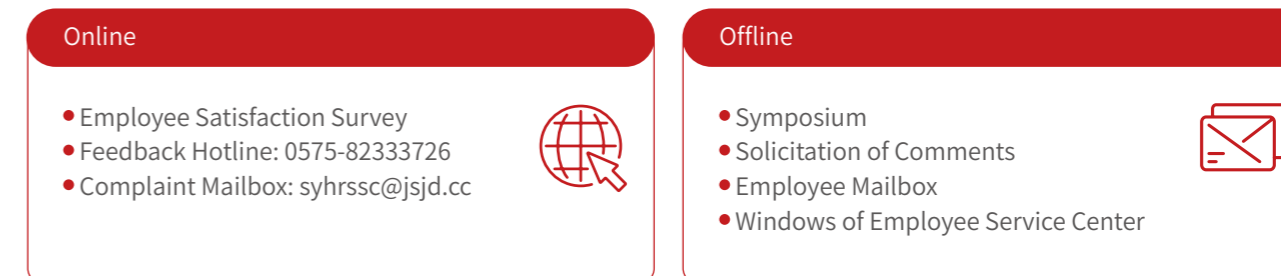 Online
• Employee Satisfaction Survey
• Feedback Hotline: 0575-82333726
• Complaint Mailbox: syhrssc@jsjd.cc
Offline
• Symposium
• Solicitation of Comments
• Employee Mailbox
• Windows of Employee Service Center